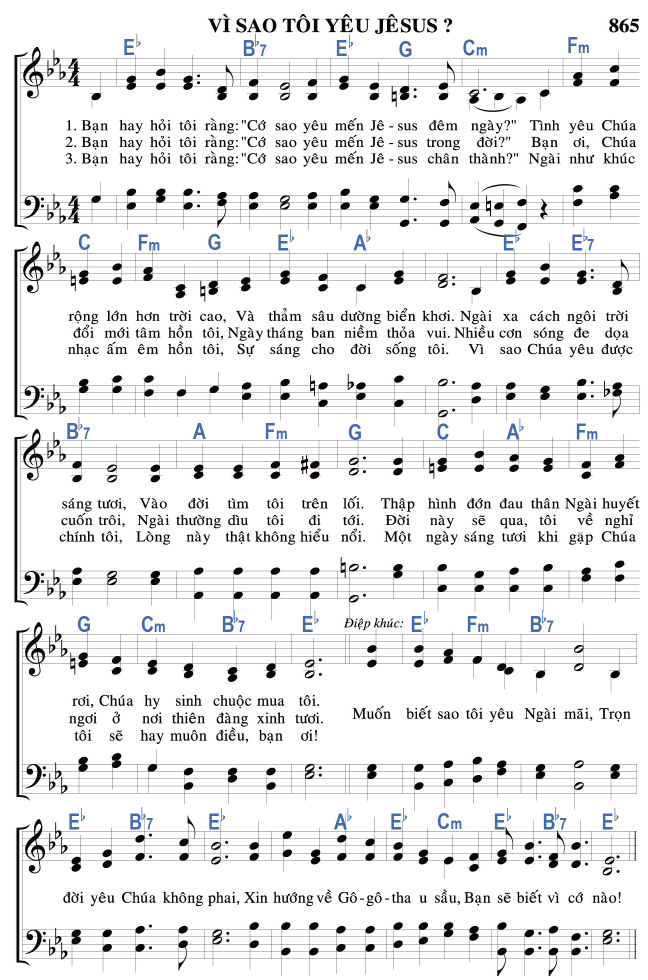 VÌ SAO TÔI YÊU JÊSUS ? 865
E♭ B♭7 E♭ G Cm Fm
1. Bạn hay hỏi tôi rằng:"Cớ sao yêu mến Jê-sus đêm ngày?" Tình yêu Chúa
2. Bạn hay hỏi tôi rằng:"Cớ sao yêu mến Jê-sus trong đời?" Bạn ơi, Chúa
3. Bạn hay hỏi tôi rằng:"Cớ sao yêu mến Jê-sus chân thành?" Ngài như khúc
C Fm G E♭ A♭ E♭ E♭7
rộng lớn hơn trời cao, Và thảm sâu dường biển khơi. Ngài xa cách ngôi trời
đổi mới tâm hồn tôi, Ngày tháng ban niềm thỏa vui. Nhiều cơn sóng đe dọa
nhạc ấm êm hồn tôi, Sự sáng cho đời sống tôi. Vì sao Chúa yêu được
B♭7 A Fm G C A♭ Fm
sáng tươi, Vào đời tìm tôi trên lối. Thập hình đớn đau thân Ngài huyết
cuốn trôi, Ngài thường dìu tôi đi tới. Đời này sẽ qua, tôi về nghỉ
chính tôi, Lòng này thật không hiểu nổi. Một ngày sáng tươi khi gặp Chúa
G Cm B♭7 E♭ Điệp khúc: E♭ Fm B♭7
rơi, Chúa hy sinh chuộc mua tôi.
ngơi ở nơi thiên đàng xinh tươi.
tôi sẽ hay muôn điều, bạn ơi!
Muốn biết sao tôi yêu Ngài mãi, Trọn
E♭ B♭7 E♭ A♭ E♭ Cm E♭ B♭7 E♭
đời yêu Chúa không phai, Xin hướng về Gô-gô-tha u sầu, Bạn sẽ biết vì cớ nào!